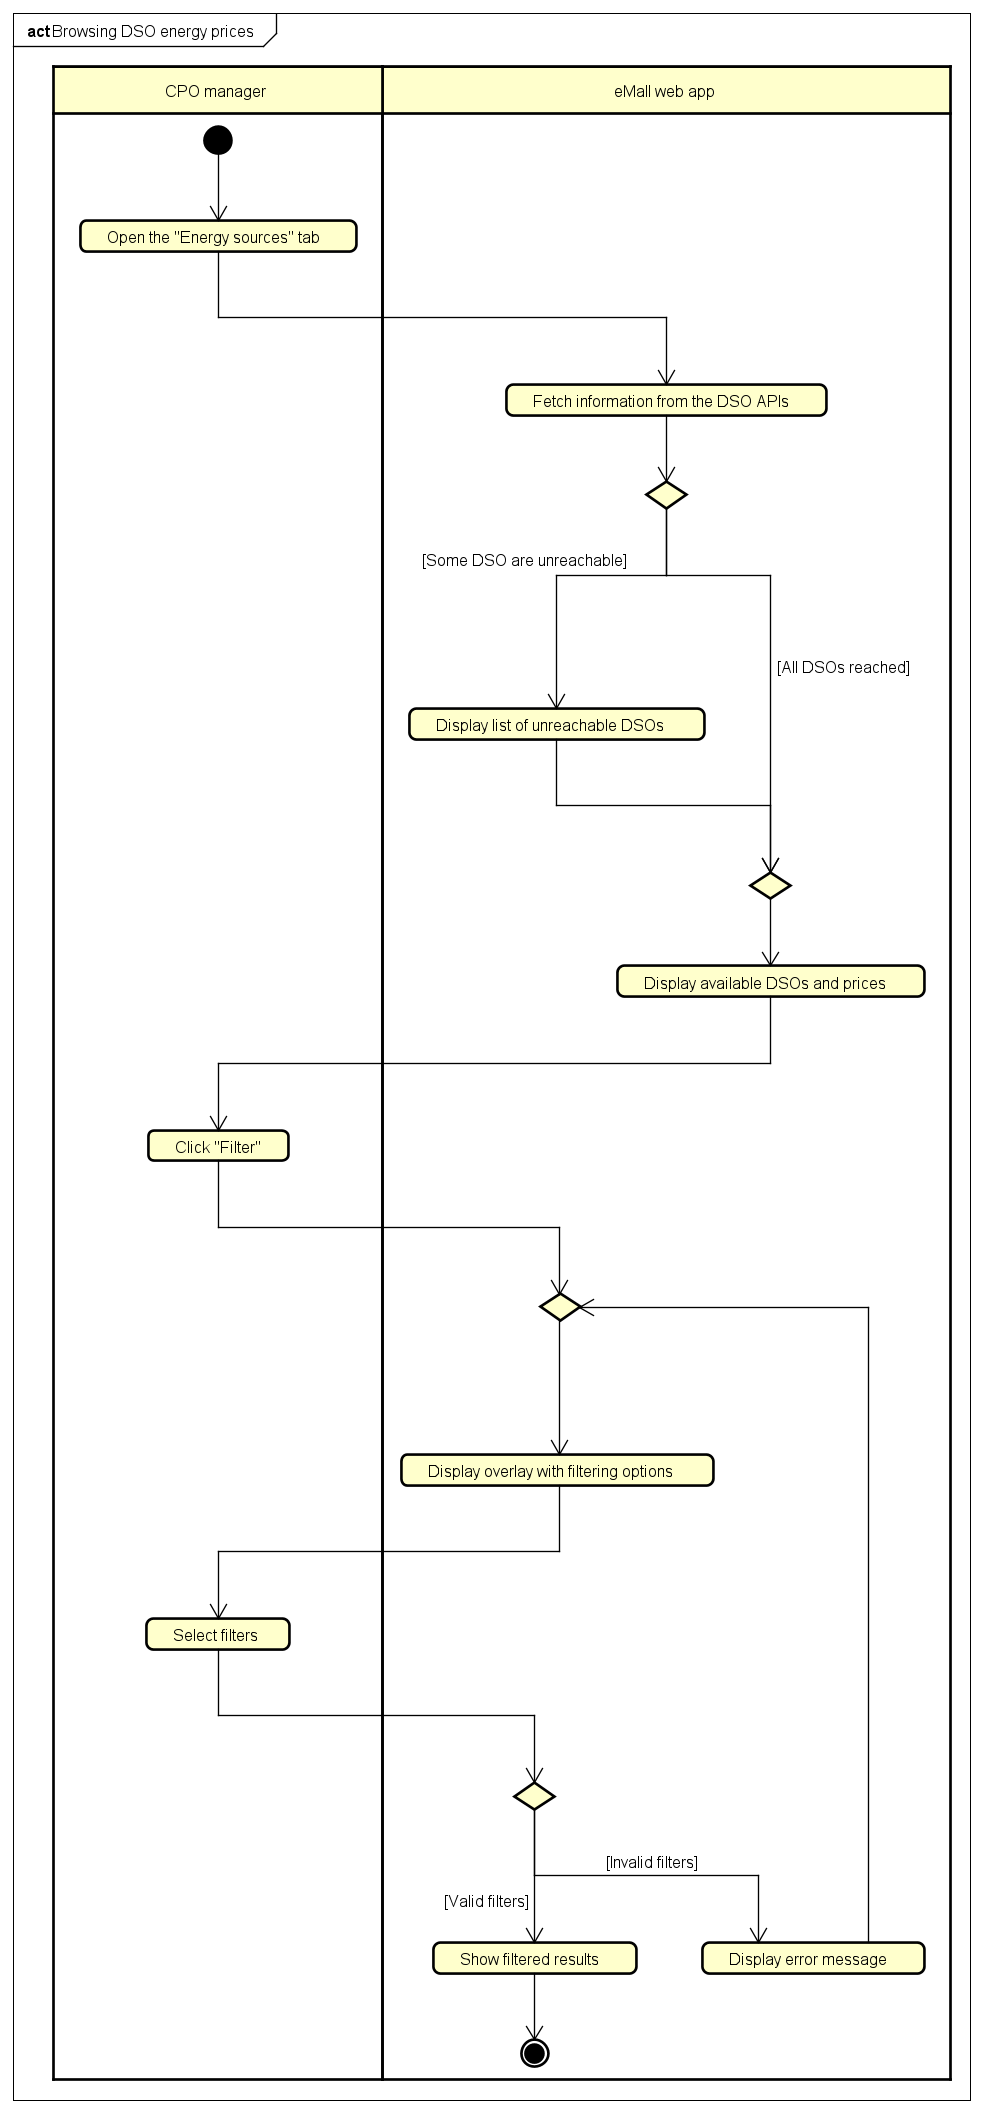 act Browsing DSO energy prices
CPO manager
eMall web app
Open the "Energy sources" tab
Fetch information from the DSO APIs
[Some DSO are unreachable]
[All DSOs reached]
Display list of unreachable DSOs
Display available DSOs and prices
Click "Filter"
Display overlay with filtering options
Select filters
[Invalid filters]
[Valid filters]
Show filtered results
Display error message